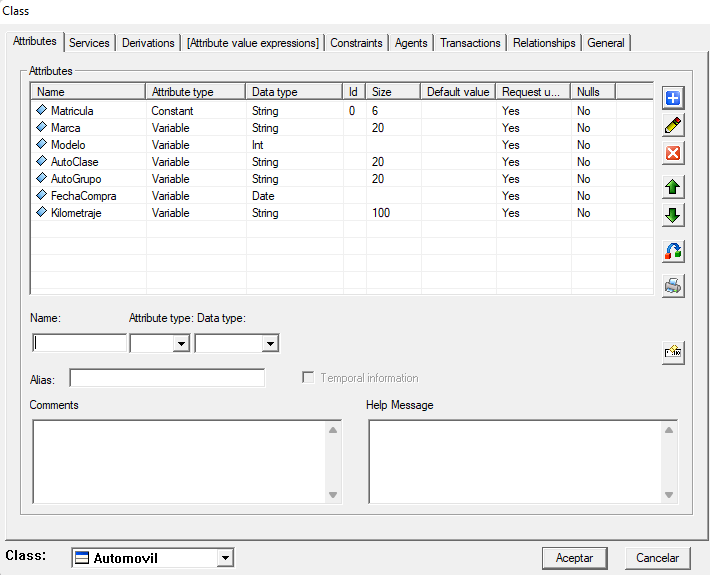 Class
Attributes Services Derivations [Attribute value expressions] Constraints Agents Transactions Relationships General
Attributes
Name Attribute type Data type Id Size Default value Request u... Nulls
Matricula Constant String 0 6 Yes No
Marca Variable String 20 Yes No
Modelo Variable Int Yes No
AutoClase Variable String 20 Yes No
AutoGrupo Variable String 20 Yes No
FechaCompra Variable Date Yes No
Kilometraje Variable String 100 Yes No
Name: Attribute type: Data type:
Alias: Temporal information
Comments Help Message
Class: Automovil Aceptar Cancelar